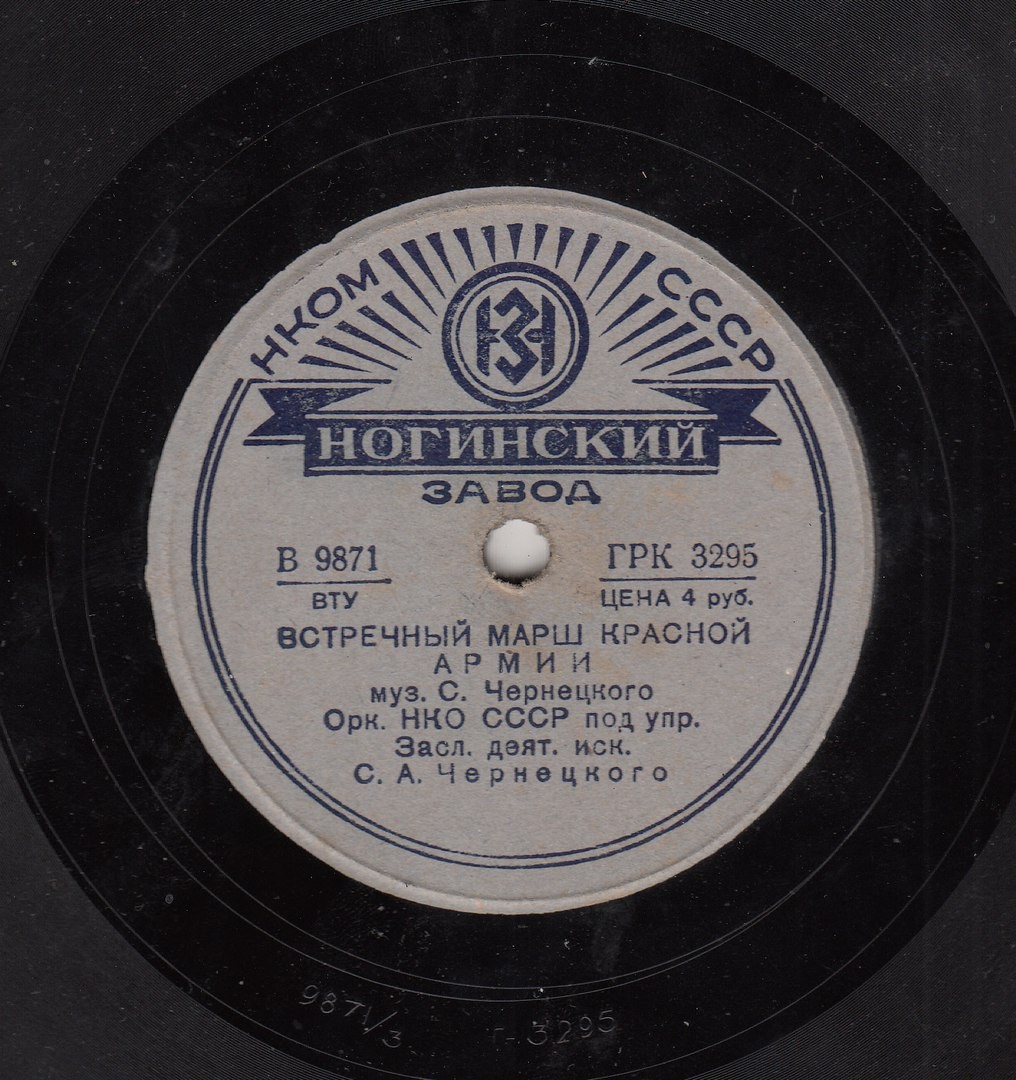 НКОМ СССР
НЗН
НОГИНСКИЙ
ЗАВОД
В 9871 ГРК 3295
ВТУ ЦЕНА 4 руб.
ВСТРЕЧНЫЙ МАРШ КРАСНОЙ
АРМИИ
муз. С. Чернецкого
Орк. НКО СССР под упр.
Засл. деят. иск.
С. А. Чернецкого
9871/3 Г-3295